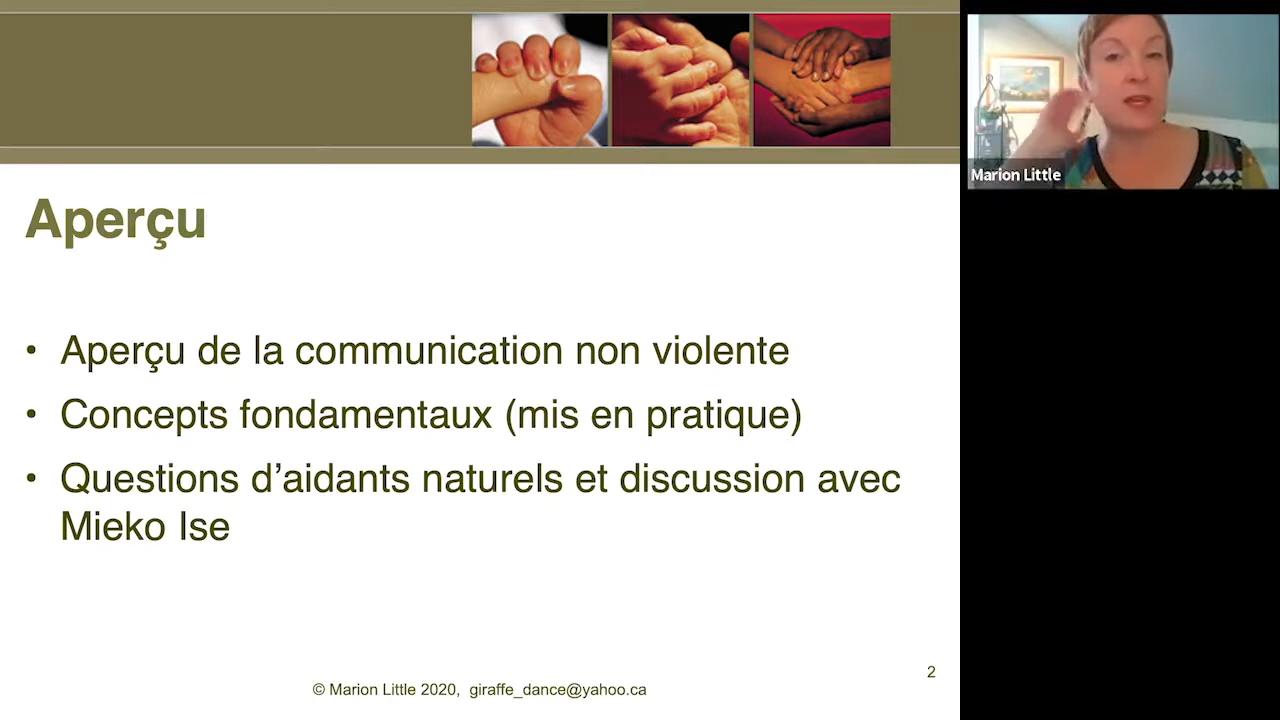 Marion Little
Aperçu
• Aperçu de la communication non violente
• Concepts fondamentaux (mis en pratique)
• Questions d’aidants naturels et discussion avec
Mieko Ise
2
© Marion Little 2020, giraffe_dance@yahoo.ca